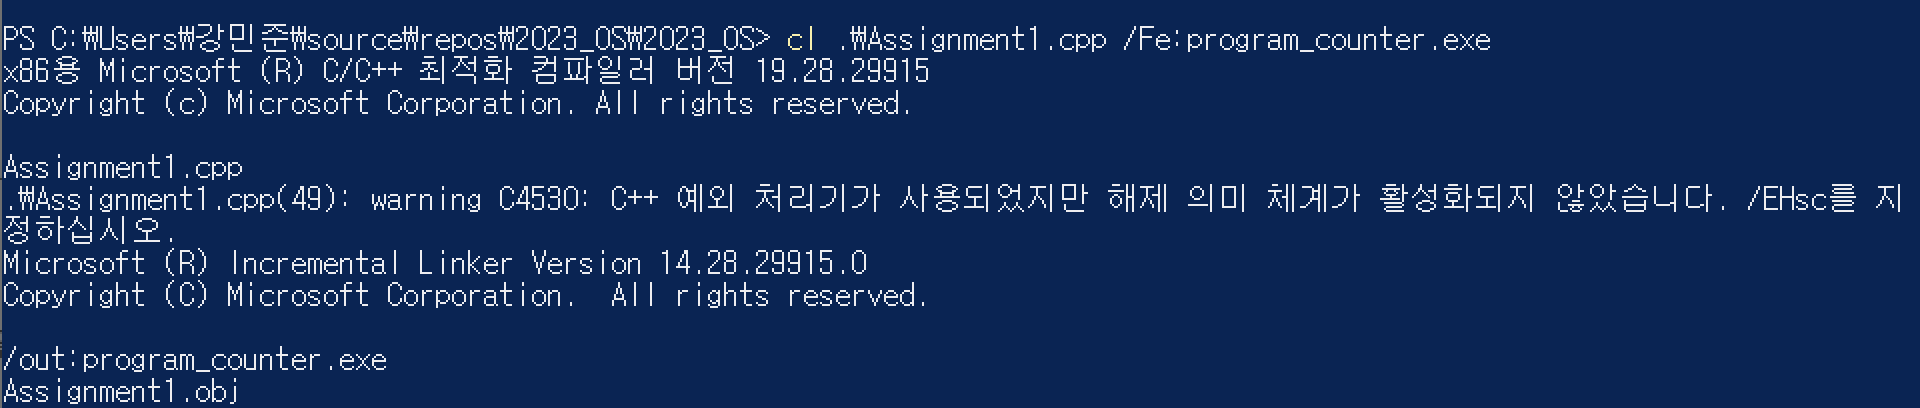 PS C:₩Users₩강민준₩source₩repos₩2023_OS₩2023_OS> cl .₩Assignment1.cpp /Fe:program_counter.exe
x86용 Microsoft (R) C/C++ 최적화 컴파일러 버전 19.28.29915
Copyright (c) Microsoft Corporation. All rights reserved.

Assignment1.cpp
.₩Assignment1.cpp(49): warning C4530: C++ 예외 처리기가 사용되었지만 해제 의미 체계가 활성화되지 않았습니다. /EHsc를 지
정하십시오.
Microsoft (R) Incremental Linker Version 14.28.29915.0
Copyright (C) Microsoft Corporation.  All rights reserved.

/out:program_counter.exe
Assignment1.obj